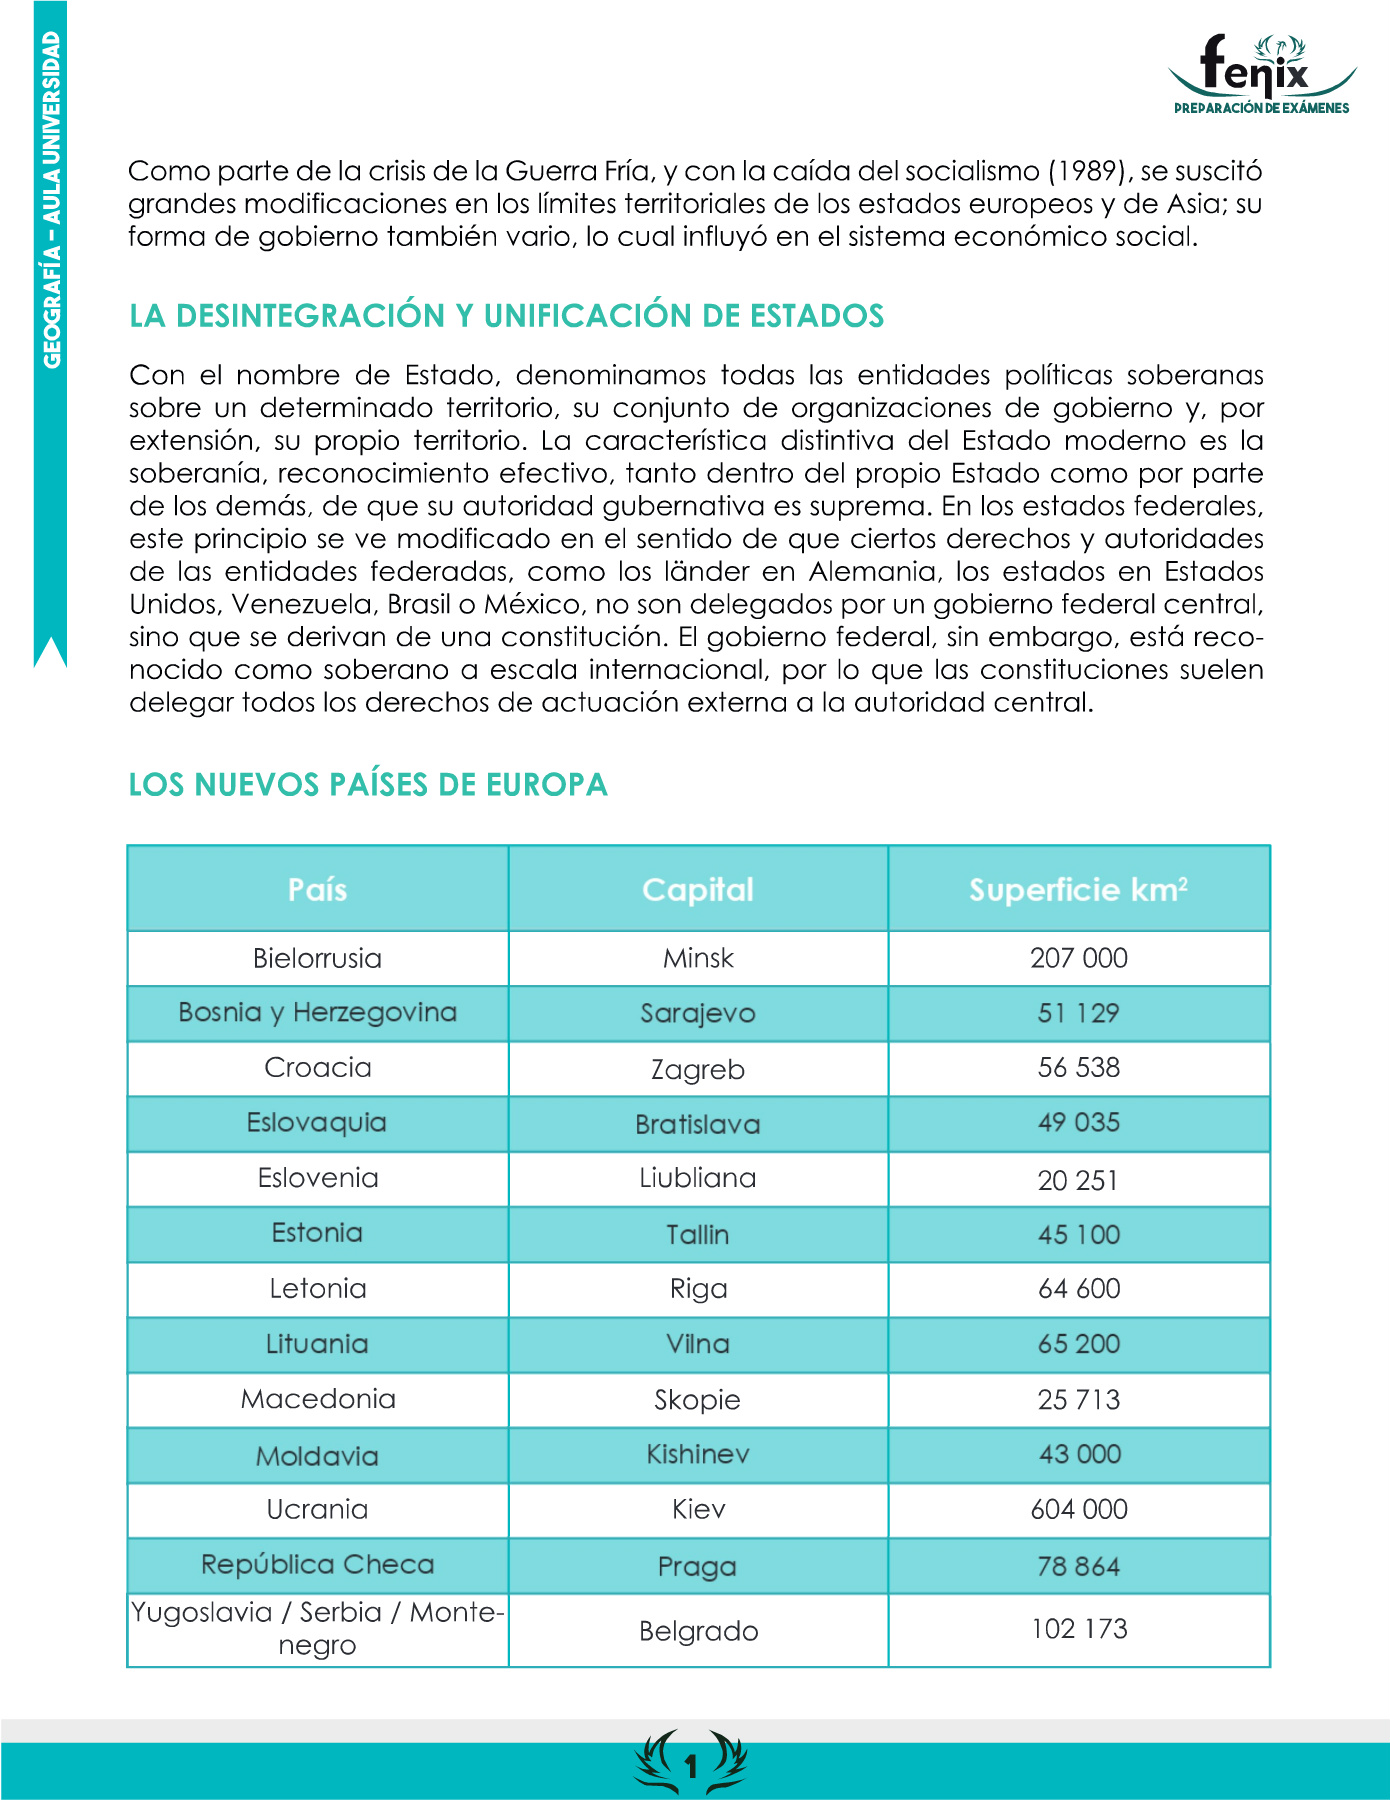 GEOGRAFÍA - AULA UNIVERSIDAD
fenix
PREPARACIÓN DE EXÁMENES
Como parte de la crisis de la Guerra Fría, y con la caída del socialismo (1989), se suscitó
grandes modificaciones en los límites territoriales de los estados europeos y de Asia; su
forma de gobierno también vario, lo cual influyó en el sistema económico social.
LA DESINTEGRACIÓN Y UNIFICACIÓN DE ESTADOS
Con el nombre de Estado, denominamos todas las entidades políticas soberanas
sobre un determinado territorio, su conjunto de organizaciones de gobierno y, por
extensión, su propio territorio. La característica distintiva del Estado moderno es la
soberanía, reconocimiento efectivo, tanto dentro del propio Estado como por parte
de los demás, de que su autoridad gubernativa es suprema. En los estados federales,
este principio se ve modificado en el sentido de que ciertos derechos y autoridades
de las entidades federadas, como los länder en Alemania, los estados en Estados
Unidos, Venezuela, Brasil o México, no son delegados por un gobierno federal central,
sino que se derivan de una constitución. El gobierno federal, sin embargo, está reco-
nocido como soberano a escala internacional, por lo que las constituciones suelen
delegar todos los derechos de actuación externa a la autoridad central.
LOS NUEVOS PAÍSES DE EUROPA
País Capital Superficie km²
Bielorrusia Minsk 207 000
Bosnia y Herzegovina Sarajevo 51 129
Croacia Zagreb 56 538
Eslovaquia Bratislava 49 035
Eslovenia Liubliana 20 251
Estonia Tallin 45 100
Letonia Riga 64 600
Lituania Vilna 65 200
Macedonia Skopie 25 713
Moldavia Kishinev 43 000
Ucrania Kiev 604 000
República Checa Praga 78 864
Yugoslavia / Serbia / Monte-
negro Belgrado 102 173
1